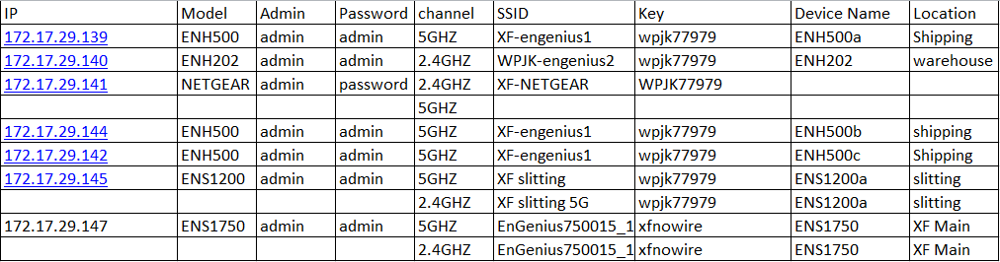 IP Model Admin Password channel SSID Key Device Name Location
172.17.29.139 ENH500 admin admin 5GHZ XF-engenius1 wpjk77979 ENH500a Shipping
172.17.29.140 ENH202 admin admin 2.4GHZ WPJK-engenius2 wpjk77979 ENH202 warehouse
172.17.29.141 NETGEAR admin password 2.4GHZ XF-NETGEAR WPJK77979
5GHZ
172.17.29.144 ENH500 admin admin 5GHZ XF-engenius1 wpjk77979 ENH500b shipping
172.17.29.142 ENH500 admin admin 5GHZ XF-engenius1 wpjk77979 ENH500c Shipping
172.17.29.145 ENS1200 admin admin 5GHZ XF slitting wpjk77979 ENS1200a slitting
2.4GHZ XF slitting 5G wpjk77979 ENS1200a slitting
172.17.29.147 ENS1750 admin admin 5GHZ EnGenius750015_1 xfnowire ENS1750 XF Main
2.4GHZ EnGenius750015_1 xfnowire ENS1750 XF Main